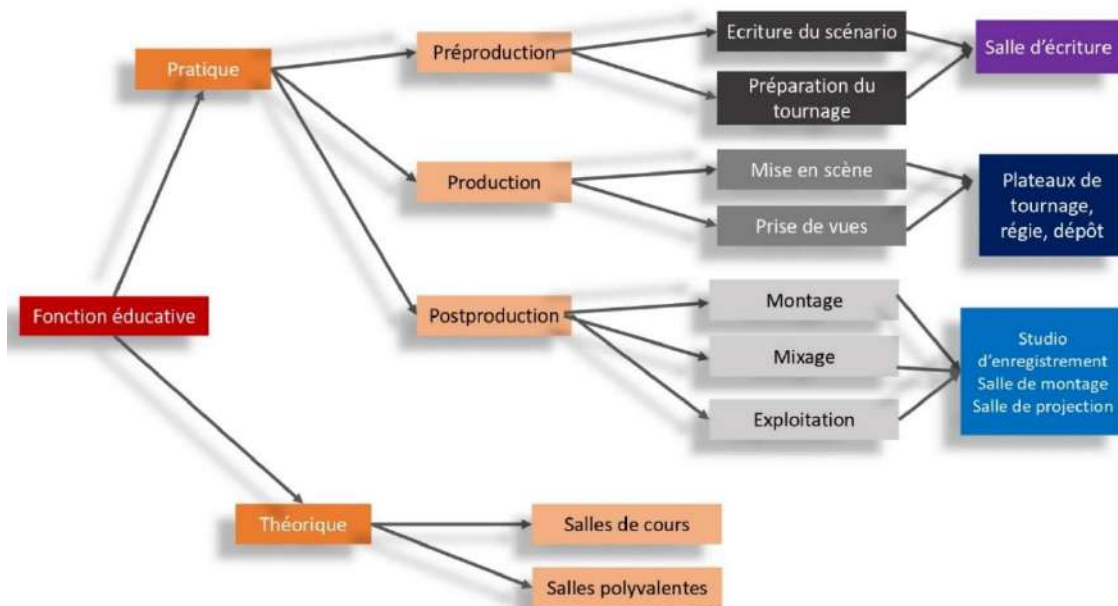 Pratique
Préproduction
Ecriture du scénario
Salle d'écriture
Préparation du
tournage
Production
Mise en scène
Prise de vues
Plateaux de
tournage,
régie, dépôt
Fonction éducative
Postproduction
Montage
Mixage
Exploitation
Studio
d'enregistrement
Salle de montage
Salle de projection
Théorique
Salles de cours
Salles polyvalentes